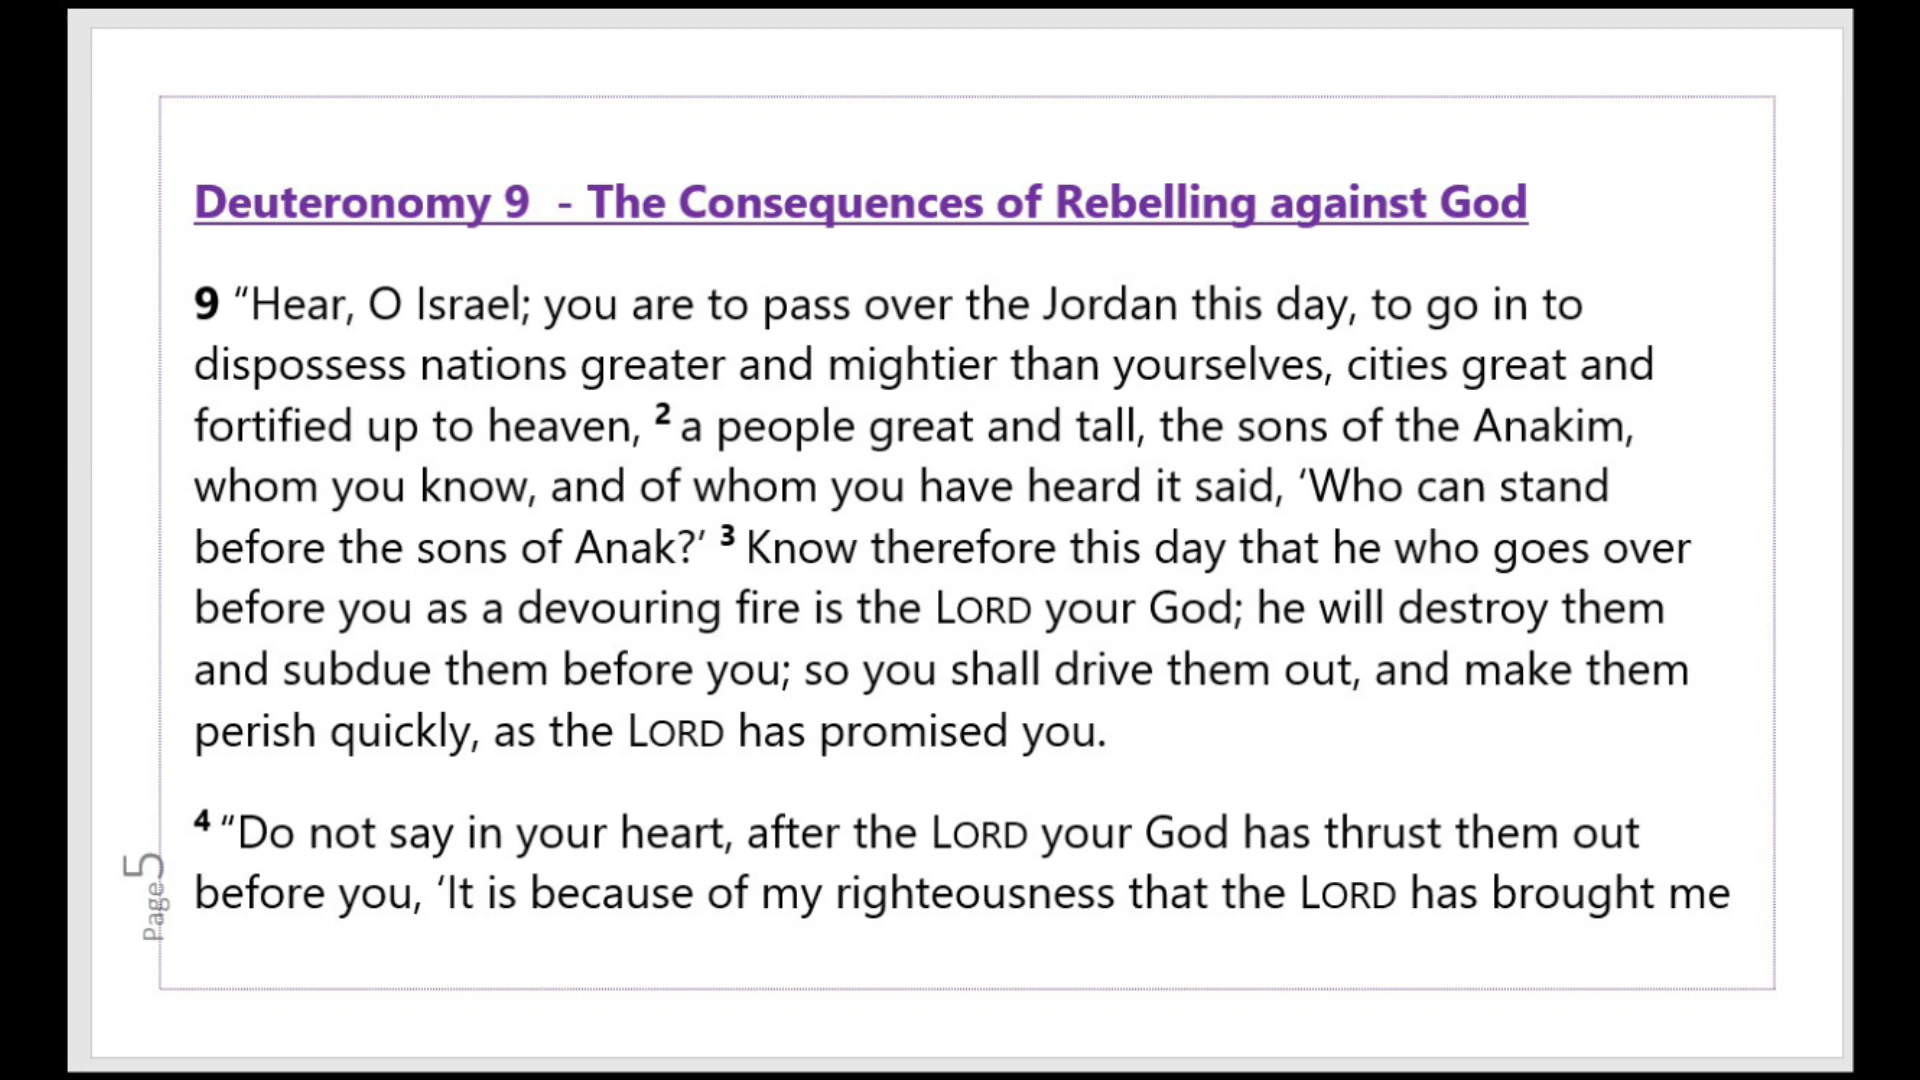 Deuteronomy 9  - The Consequences of Rebelling against God
9 “Hear, O Israel; you are to pass over the Jordan this day, to go in to
dispossess nations greater and mightier than yourselves, cities great and
fortified up to heaven, 2 a people great and tall, the sons of the Anakim,
whom you know, and of whom you have heard it said, ‘Who can stand
before the sons of Anak?’ 3 Know therefore this day that he who goes over
before you as a devouring fire is the LORD your God; he will destroy them
and subdue them before you; so you shall drive them out, and make them
perish quickly, as the LORD has promised you.
4 “Do not say in your heart, after the LORD your God has thrust them out
before you, ‘It is because of my righteousness that the LORD has brought me
Page 5